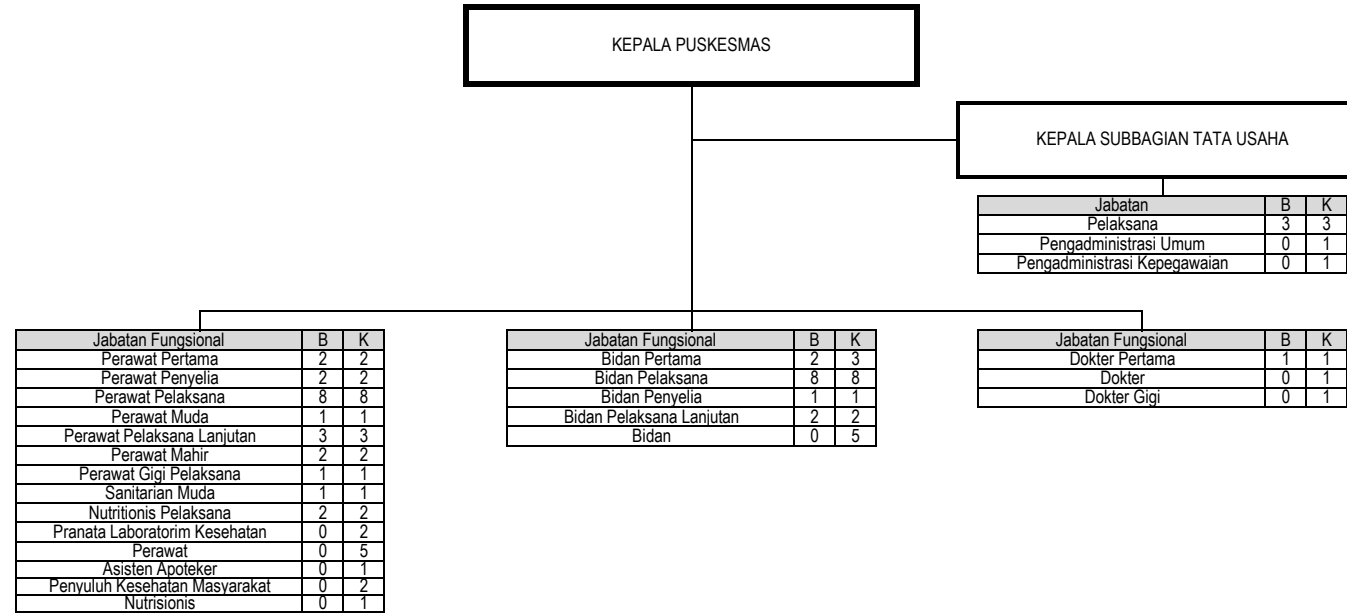 KEPALA PUSKESMAS
KEPALA SUBBAGIAN TATA USAHA
Jabatan B K
Pelaksana 3 3
Pengadministrasi Umum 0 1
Pengadministrasi Kepegawaian 0 1
Jabatan Fungsional B K
Perawat Pertama 2 2
Perawat Penyelia 2 2
Perawat Pelaksana 8 8
Perawat Muda 1 1
Perawat Pelaksana Lanjutan 3 3
Perawat Mahir 2 2
Perawat Gigi Pelaksana 1 1
Sanitarian Muda 1 1
Nutritionis Pelaksana 2 2
Pranata Laboratorim Kesehatan 0 2
Perawat 0 5
Asisten Apoteker 0 1
Penyuluh Kesehatan Masyarakat 0 2
Nutrisionis 0 1
Jabatan Fungsional B K
Bidan Pertama 2 3
Bidan Pelaksana 8 8
Bidan Penyelia 1 1
Bidan Pelaksana Lanjutan 2 2
Bidan 0 5
Jabatan Fungsional B K
Dokter Pertama 1 1
Dokter 0 1
Dokter Gigi 0 1